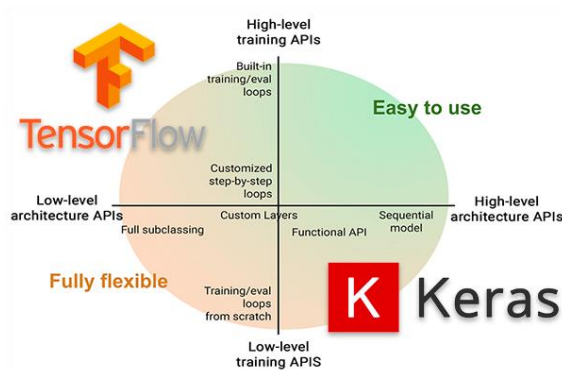 High-level
training APIs
Built-in
training/eval
loops
Easy to use
TensorFlow
Customized
step-by-step
loops
Low-level
architecture APIs
High-level
architecture APIs
Full subclassing
Custom Layers
Functional API
Sequential
model
Fully flexible
Training/eval
loops
from scratch
K Keras
Low-level
training APIS